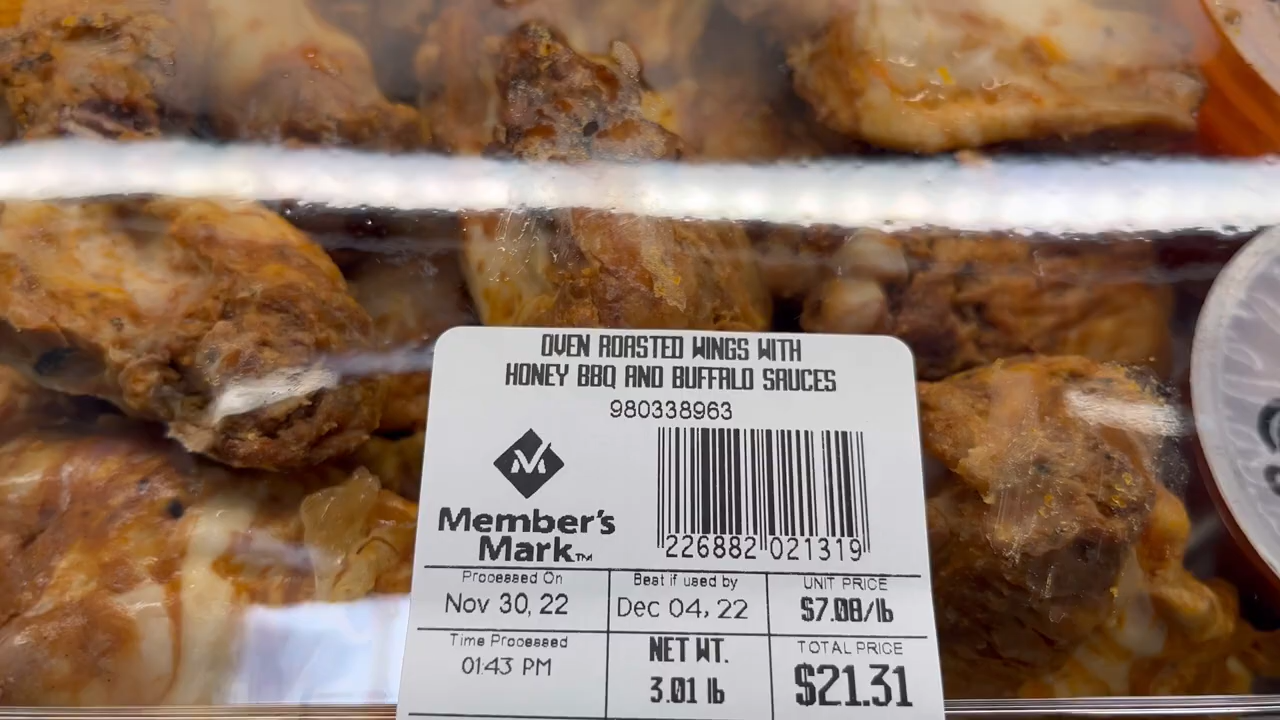 OVEN ROASTED WINGS WITH
HONEY BBQ AND BUFFALO SAUCES
980338963
Member's
Mark™
226882 021319
Processed On
Nov 30, 22
Best if used by
Dec 04, 22
UNIT PRICE
$7.08/lb
Time Processed
01:43 PM
NET WT.
3.01 lb
TOTAL PRICE
$21.31